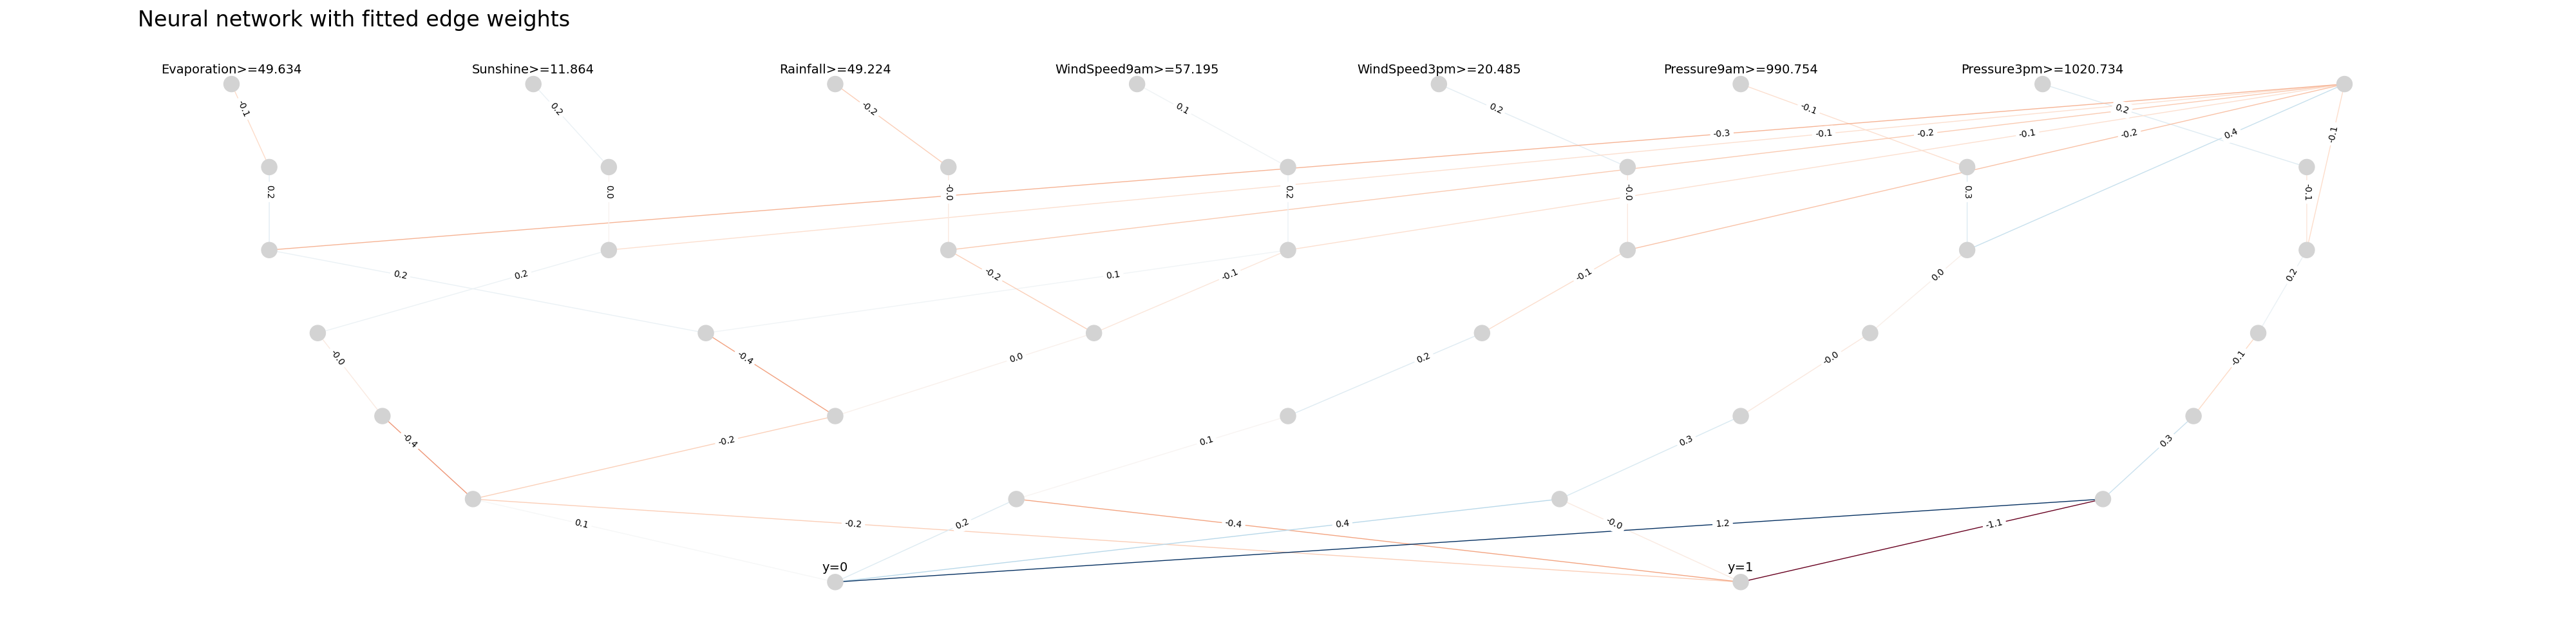 Neural network with fitted edge weights
Evaporation>=49.634 Sunshine>=11.864 Rainfall>=49.224 WindSpeed9am>=57.195 WindSpeed3pm>=20.485 Pressure9am>=990.754 Pressure3pm>=1020.734
-0.1 0.2 -0.2 0.1 0.2 -0.1 0.2
-0.3 -0.1 -0.2 -0.1 -0.2 0.4 -0.1
0.2 0.0 -0.0 0.2 -0.0 0.3 -0.1
0.2 0.2 -0.2 0.1 -0.1 -0.1 0.0 0.2
-0.0 -0.4 0.0 0.2 -0.0 -0.1
-0.4 -0.2 0.1 0.3 0.3
0.1 -0.2 0.2 -0.4 0.4 -0.0 1.2 -1.1
y=0 y=1